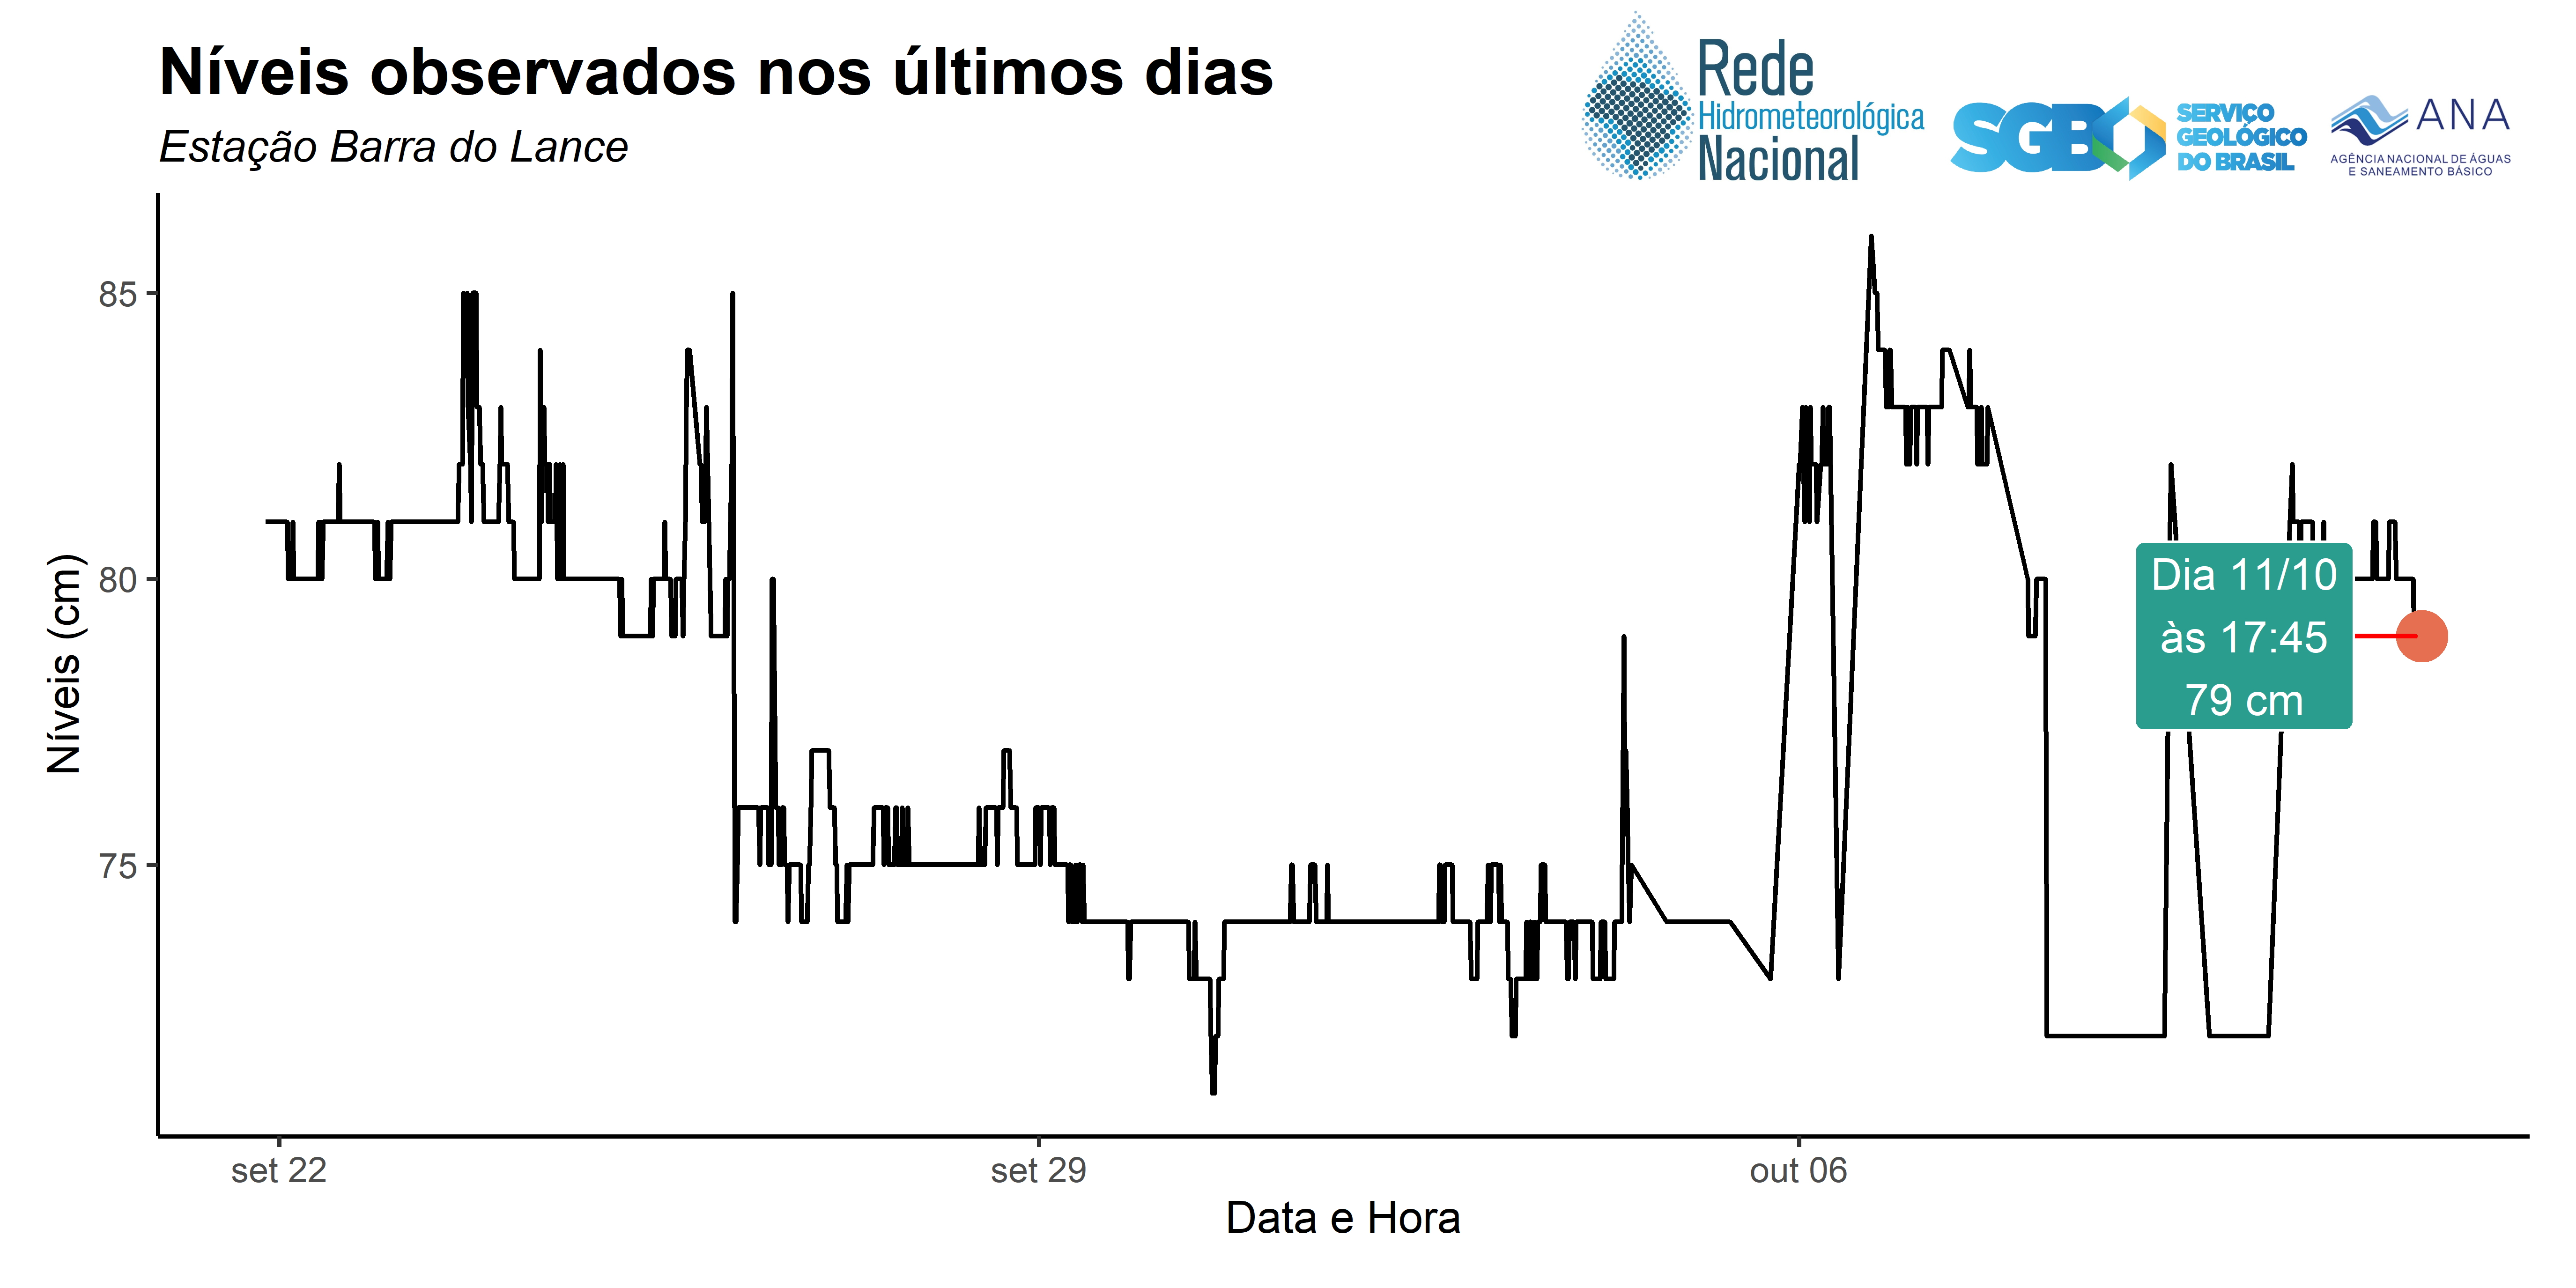 Níveis observados nos últimos dias
Estação Barra do Lance
Rede
Hidrometeorológica
Nacional
SGB
SERVIÇO
GEOLÓGICO
DO BRASIL
ANA
AGÊNCIA NACIONAL DE ÁGUAS
E SANEAMENTO BÁSICO
Níveis (cm)
85
80
75
Dia 11/10
às 17:45
79 cm
set 22
set 29
out 06
Data e Hora